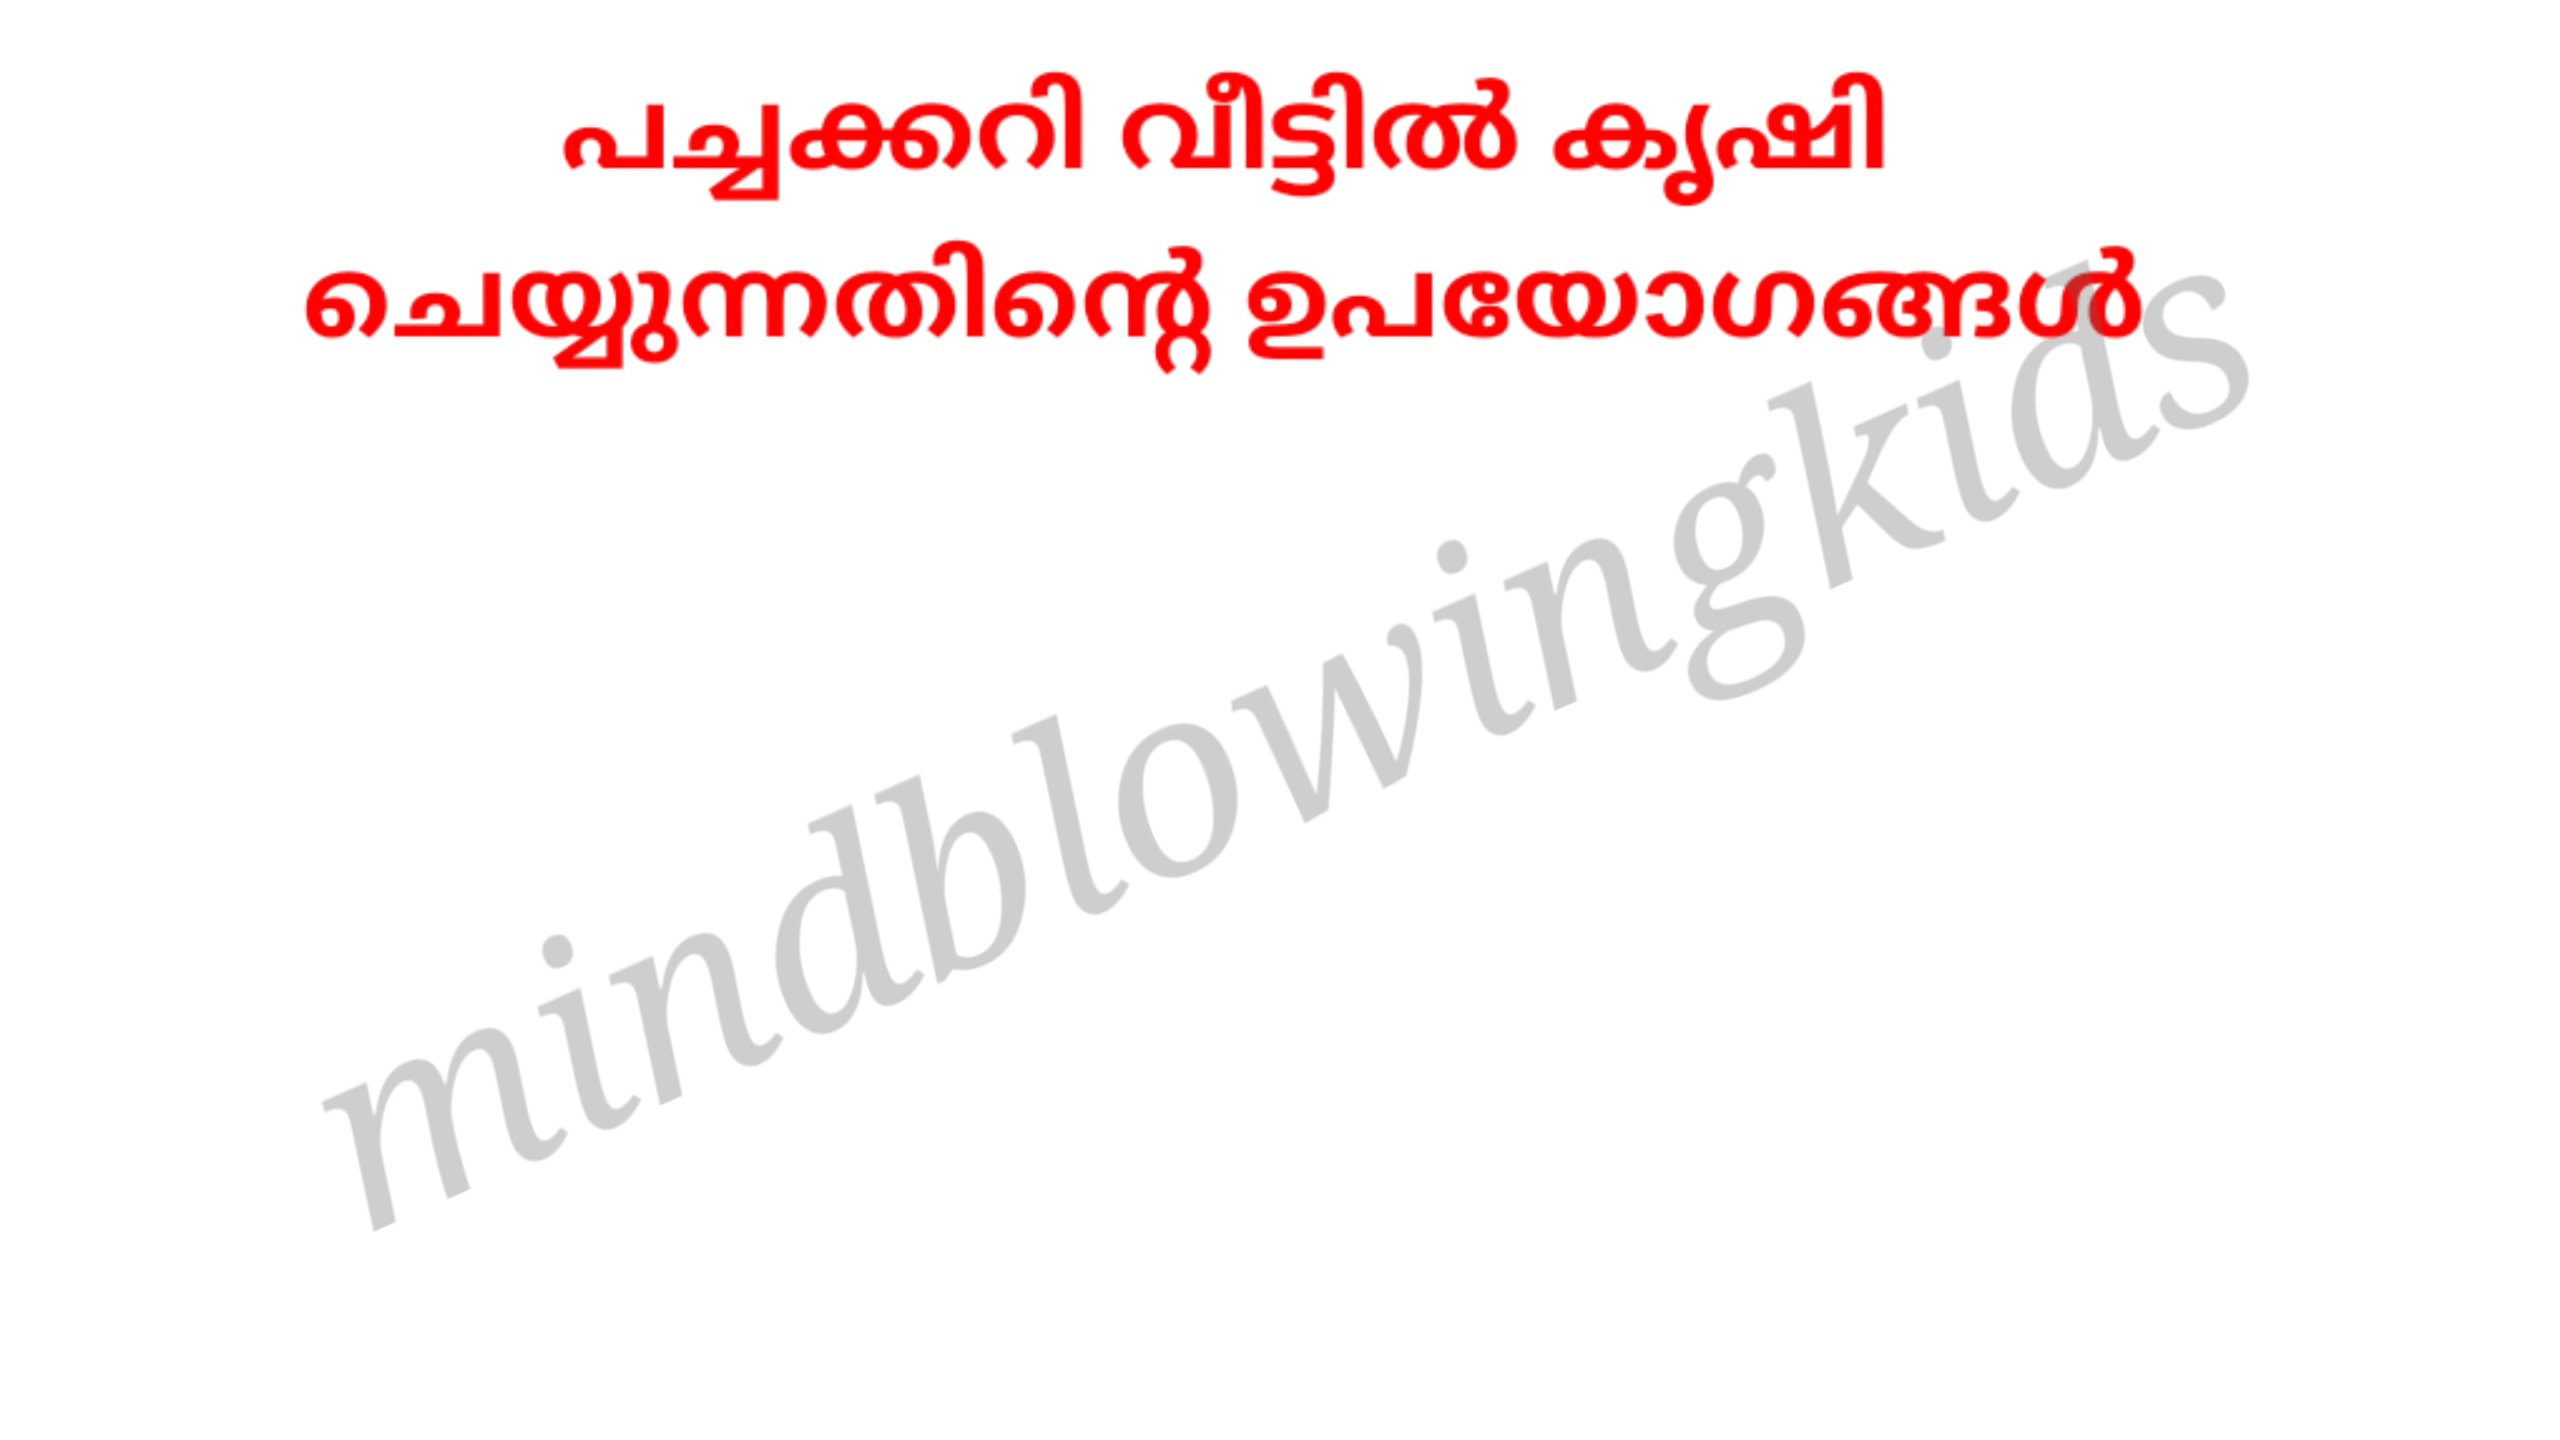 പച്ചക്കറി വീട്ടിൽ കൃഷി
ചെയ്യുന്നതിന്റെ ഉപയോഗങ്ങൾ
mindblowingkids